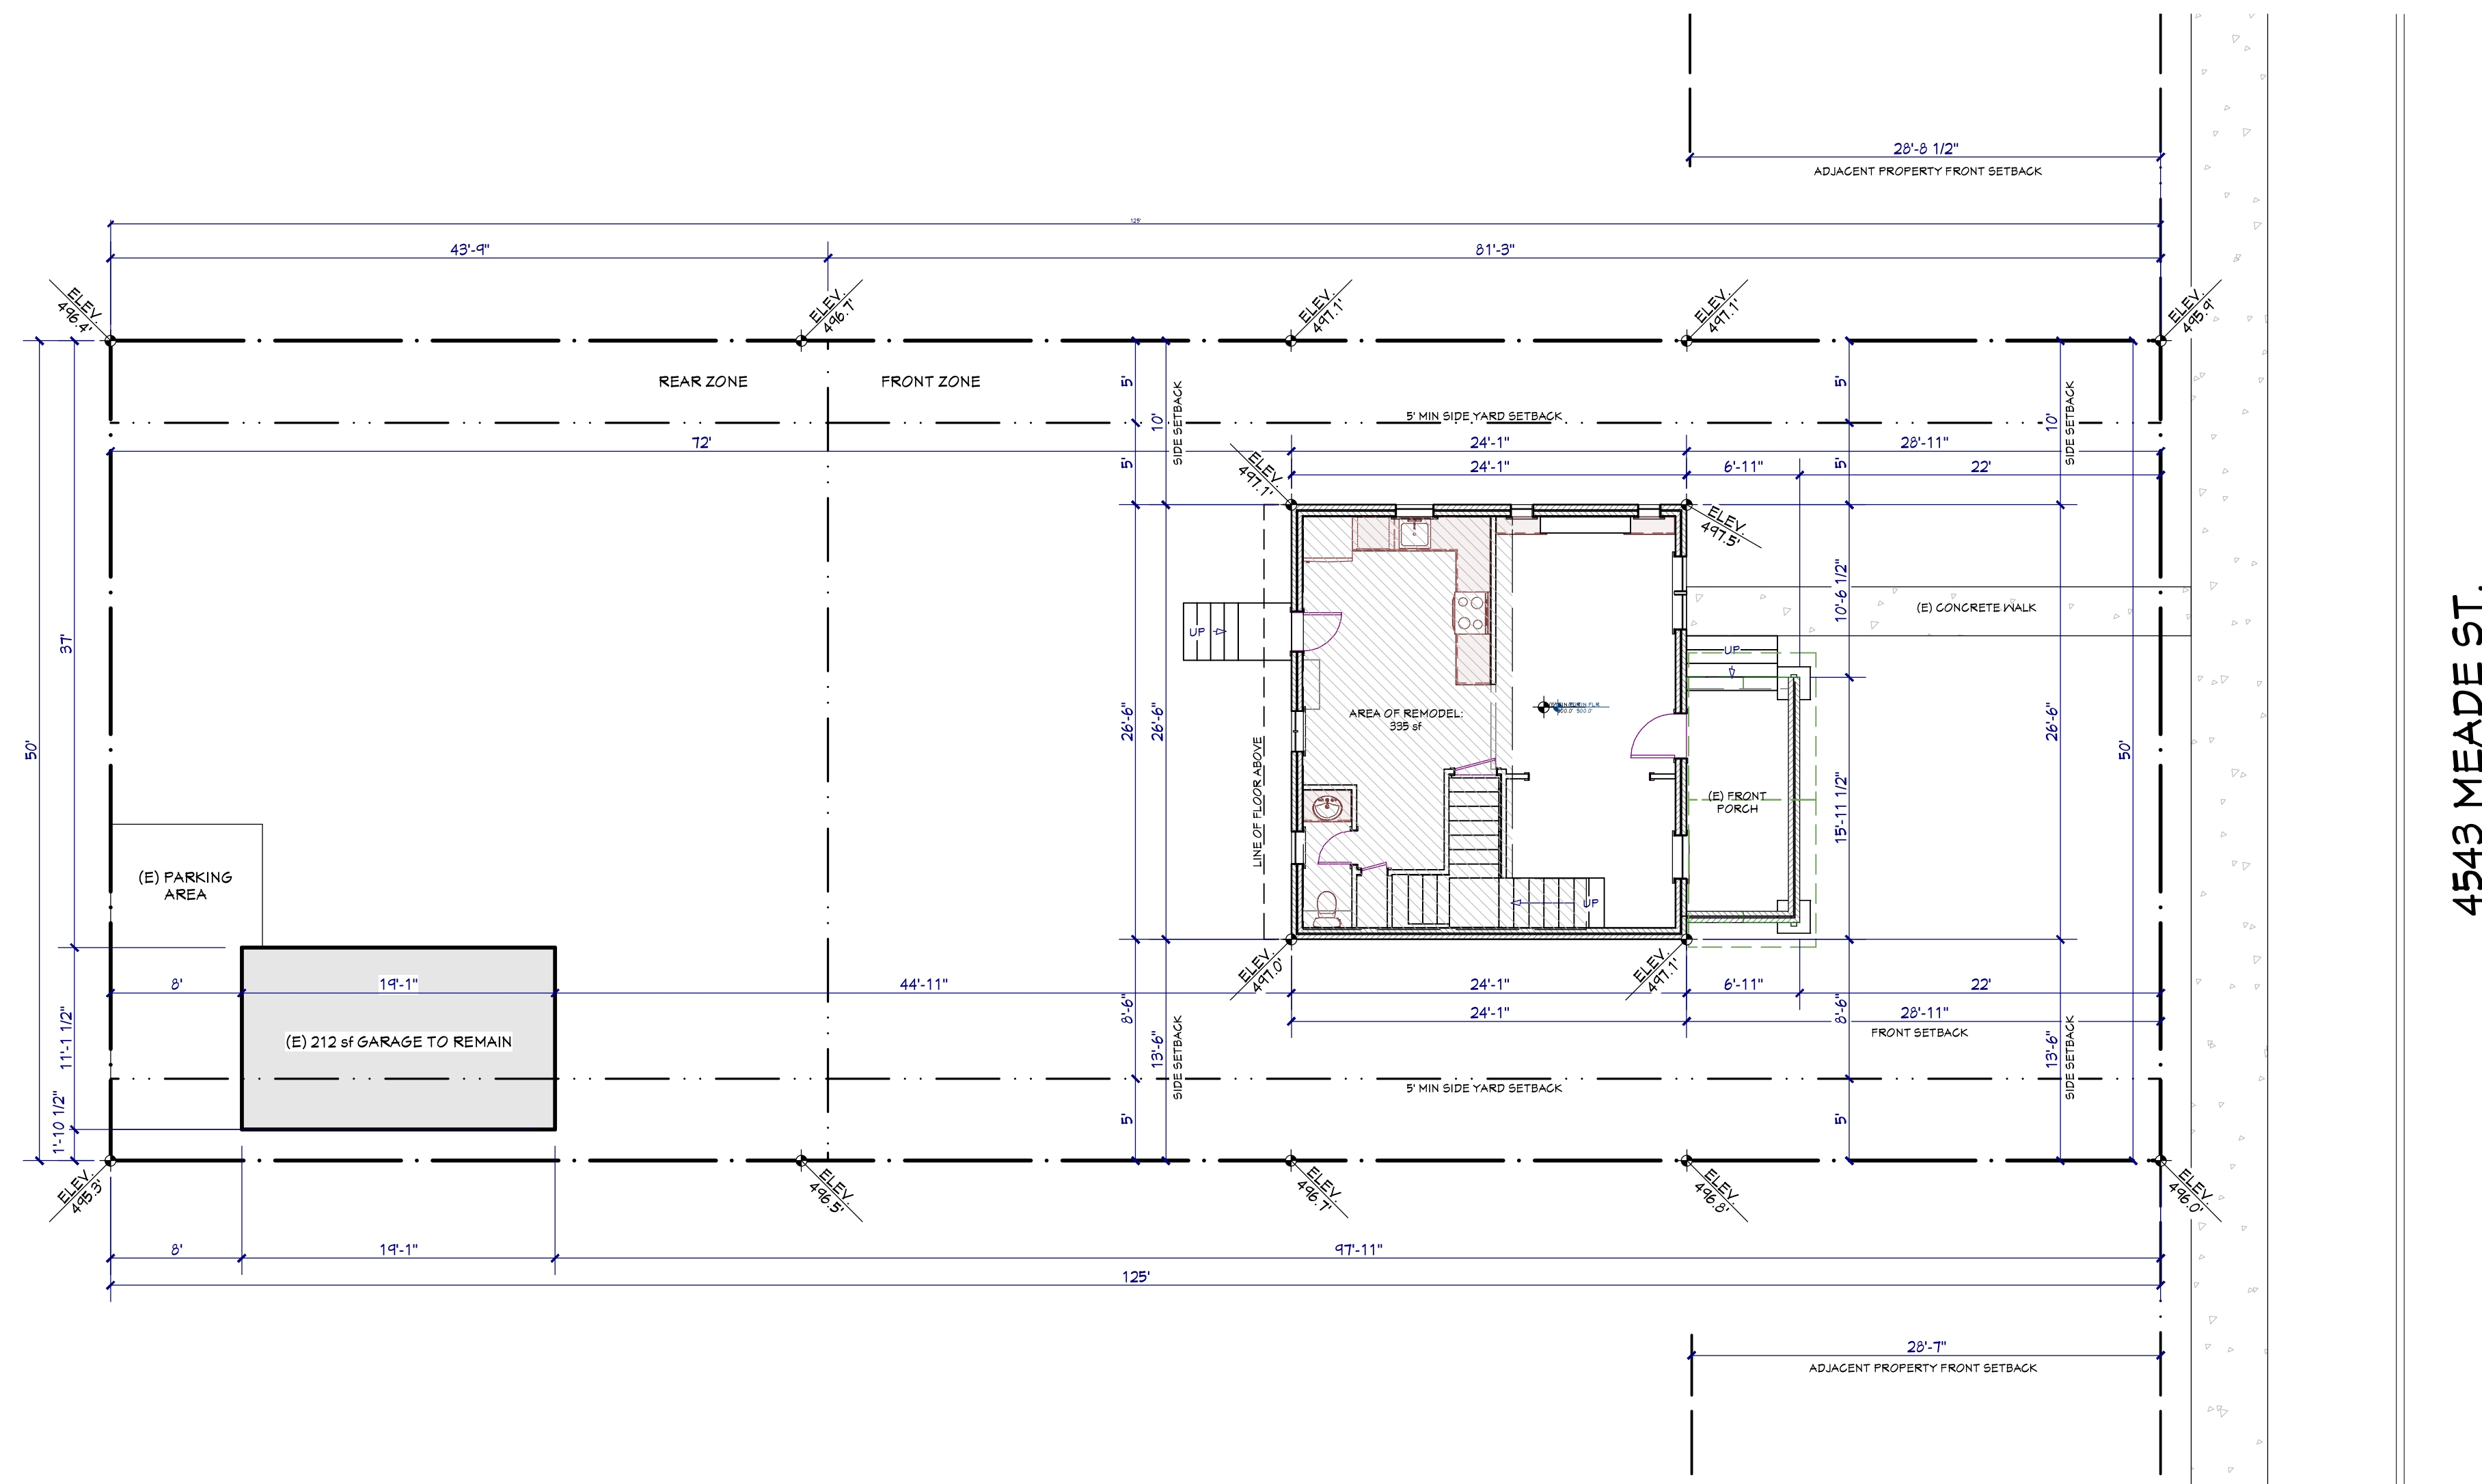 28'-8 1/2"
ADJACENT PROPERTY FRONT SETBACK
125'
43'-9"
81'-3"
ELEV.
496.4'
ELEV.
496.7'
ELEV.
497.1'
ELEV.
497.1'
ELEV.
495.9'
REAR ZONE
FRONT ZONE
5'
10'
SIDE SETBACK
5' MIN SIDE YARD SETBACK
5'
10'
SIDE SETBACK
72'
24'-1"
28'-11"
5'
24'-1"
6'-11"
5'
22'
ELEV.
497.1'
ELEV.
497.5'
37'
50'
UP
26'-6"
26'-6"
LINE OF FLOOR ABOVE
AREA OF REMODEL:
335 sf
UP
10'-6 1/2"
(E) CONCRETE WALK
UP
(E) FRONT
PORCH
15'-11 1/2"
26'-6"
50'
4543 MEADE ST.
(E) PARKING
AREA
ELEV.
497.0'
ELEV.
497.1'
8'
19'-1"
44'-11"
24'-1"
6'-11"
22'
11'-1 1/2"
(E) 212 sf GARAGE TO REMAIN
8'-6"
13'-6"
SIDE SETBACK
24'-1"
8'-6"
28'-11"
FRONT SETBACK
13'-6"
SIDE SETBACK
1'-10 1/2"
5'
5' MIN SIDE YARD SETBACK
5'
ELEV.
495.3'
ELEV.
496.5'
ELEV.
496.7'
ELEV.
496.8'
ELEV.
496.0'
8'
19'-1"
97'-11"
125'
28'-7"
ADJACENT PROPERTY FRONT SETBACK